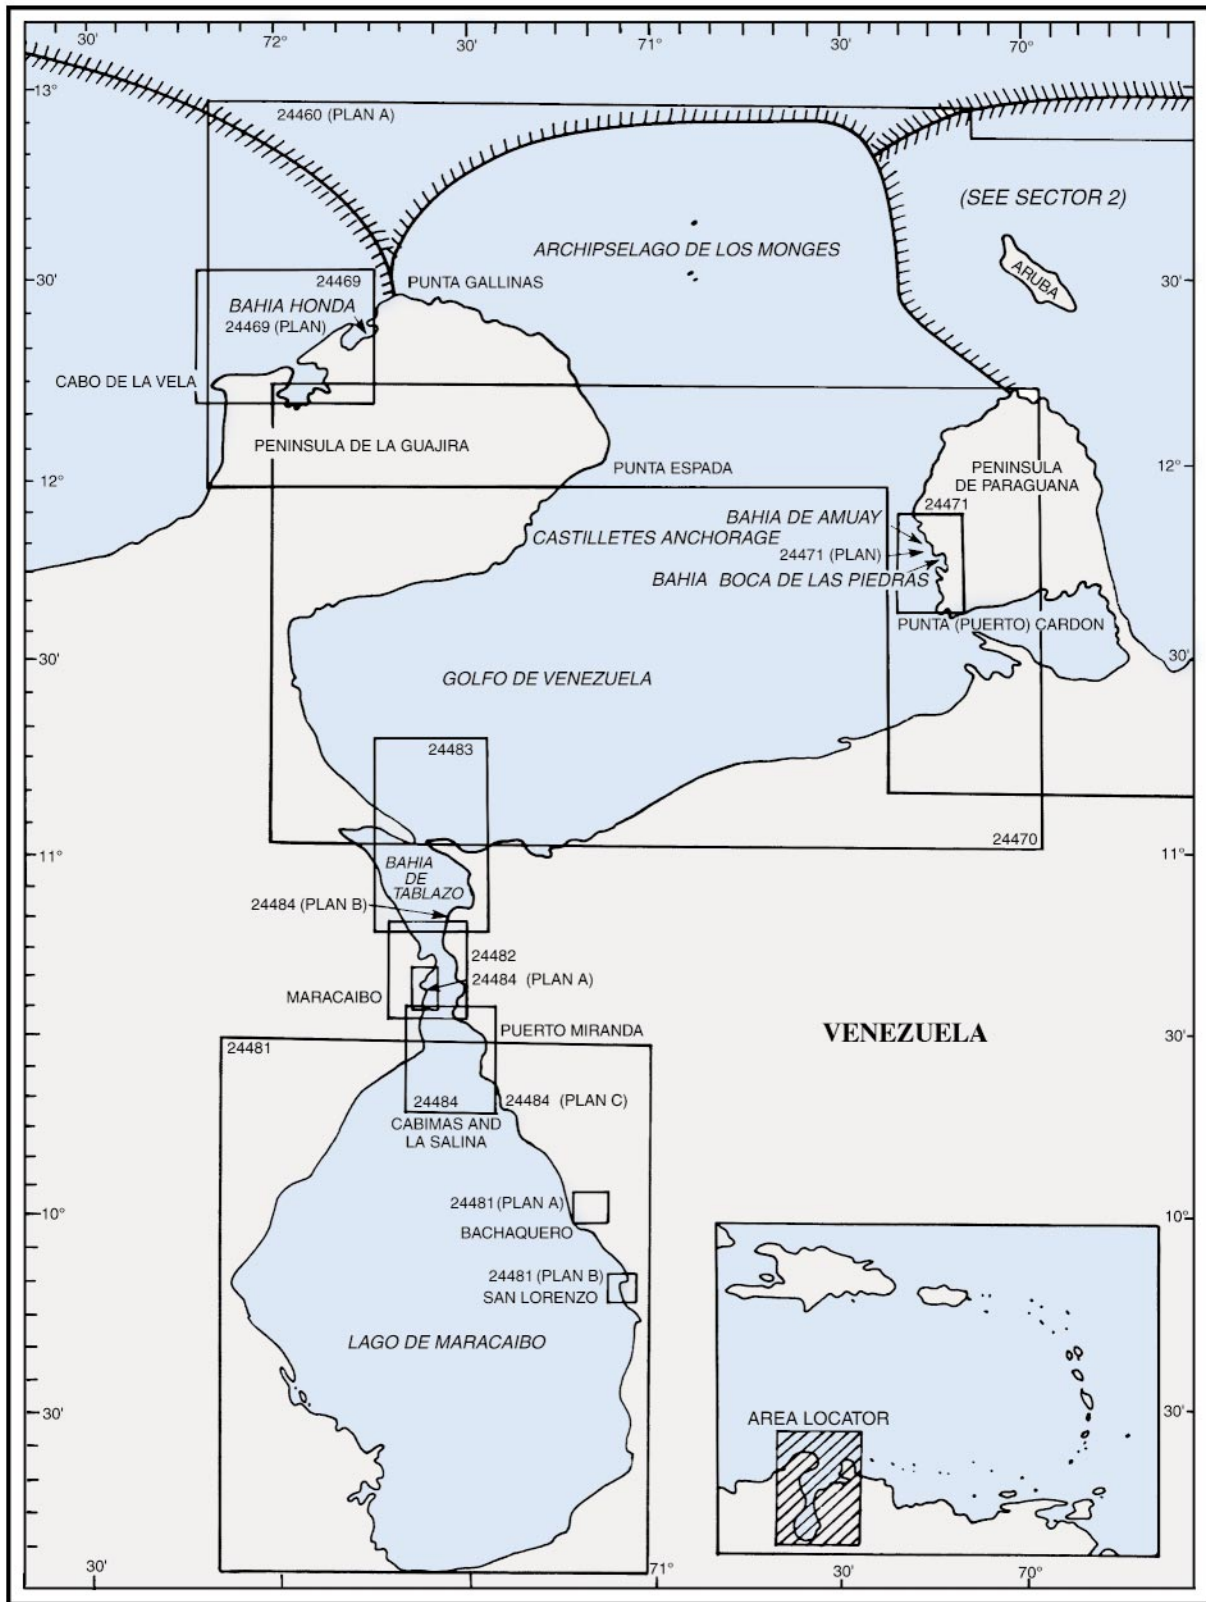 30'
72°
30'
71°
30'
70°
13°
13°
24460 (PLAN A)
(SEE SECTOR 2)
ARCHIPSELAGO DE LOS MONGES
ARUBA
30'
30'
24469
PUNTA GALLINAS
BAHIA HONDA
24469 (PLAN)
CABO DE LA VELA
PENINSULA DE LA GUAJIRA
PUNTA ESPADA
PENINSULA
DE PARAGUANA
12°
12°
24471
BAHIA DE AMUAY
CASTILLETES ANCHORAGE
24471 (PLAN)
BAHIA BOCA DE LAS PIEDRAS
PUNTA (PUERTO) CARDON
30'
30'
GOLFO DE VENEZUELA
24483
24470
11°
11°
BAHIA
DE
TABLAZO
24484 (PLAN B)
24482
24484 (PLAN A)
MARACAIBO
PUERTO MIRANDA
VENEZUELA
30'
24481
24484
24484 (PLAN C)
CABIMAS AND
LA SALINA
24481 (PLAN A)
10°
10°
BACHAQUERO
24481 (PLAN B)
SAN LORENZO
LAGO DE MARACAIBO
AREA LOCATOR
30'
30'
30'
72°
30'
71°
30'
70°